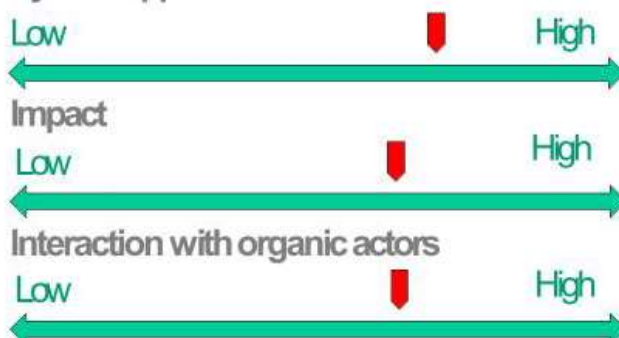 Low High
Impact
Low High
Interaction with organic actors
Low High